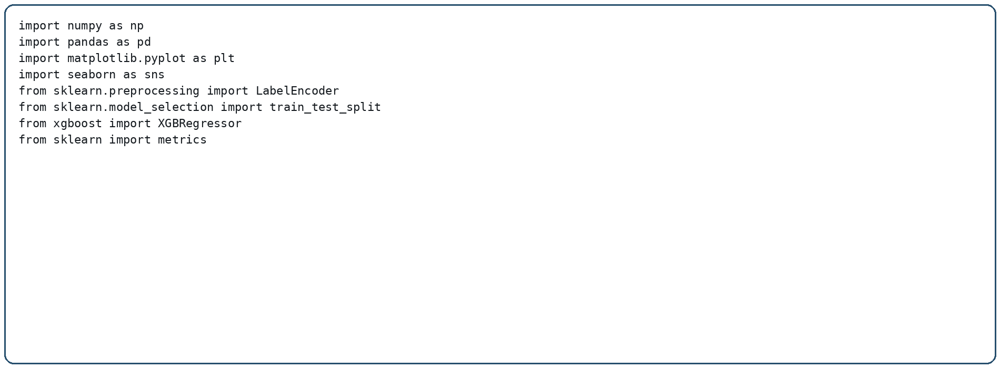 import numpy as np
import pandas as pd
import matplotlib.pyplot as plt
import seaborn as sns
from sklearn.preprocessing import LabelEncoder
from sklearn.model_selection import train_test_split
from xgboost import XGBRegressor
from sklearn import metrics